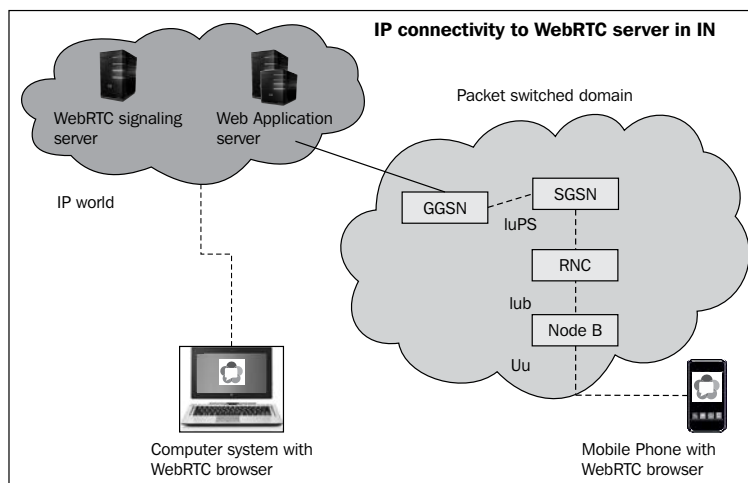 IP connectivity to WebRTC server in IN
WebRTC signaling
server
Web Application
server
Packet switched domain
IP world
GGSN
SGSN
IuPS
RNC
Iub
Node B
Uu
Computer system with
WebRTC browser
Mobile Phone with
WebRTC browser